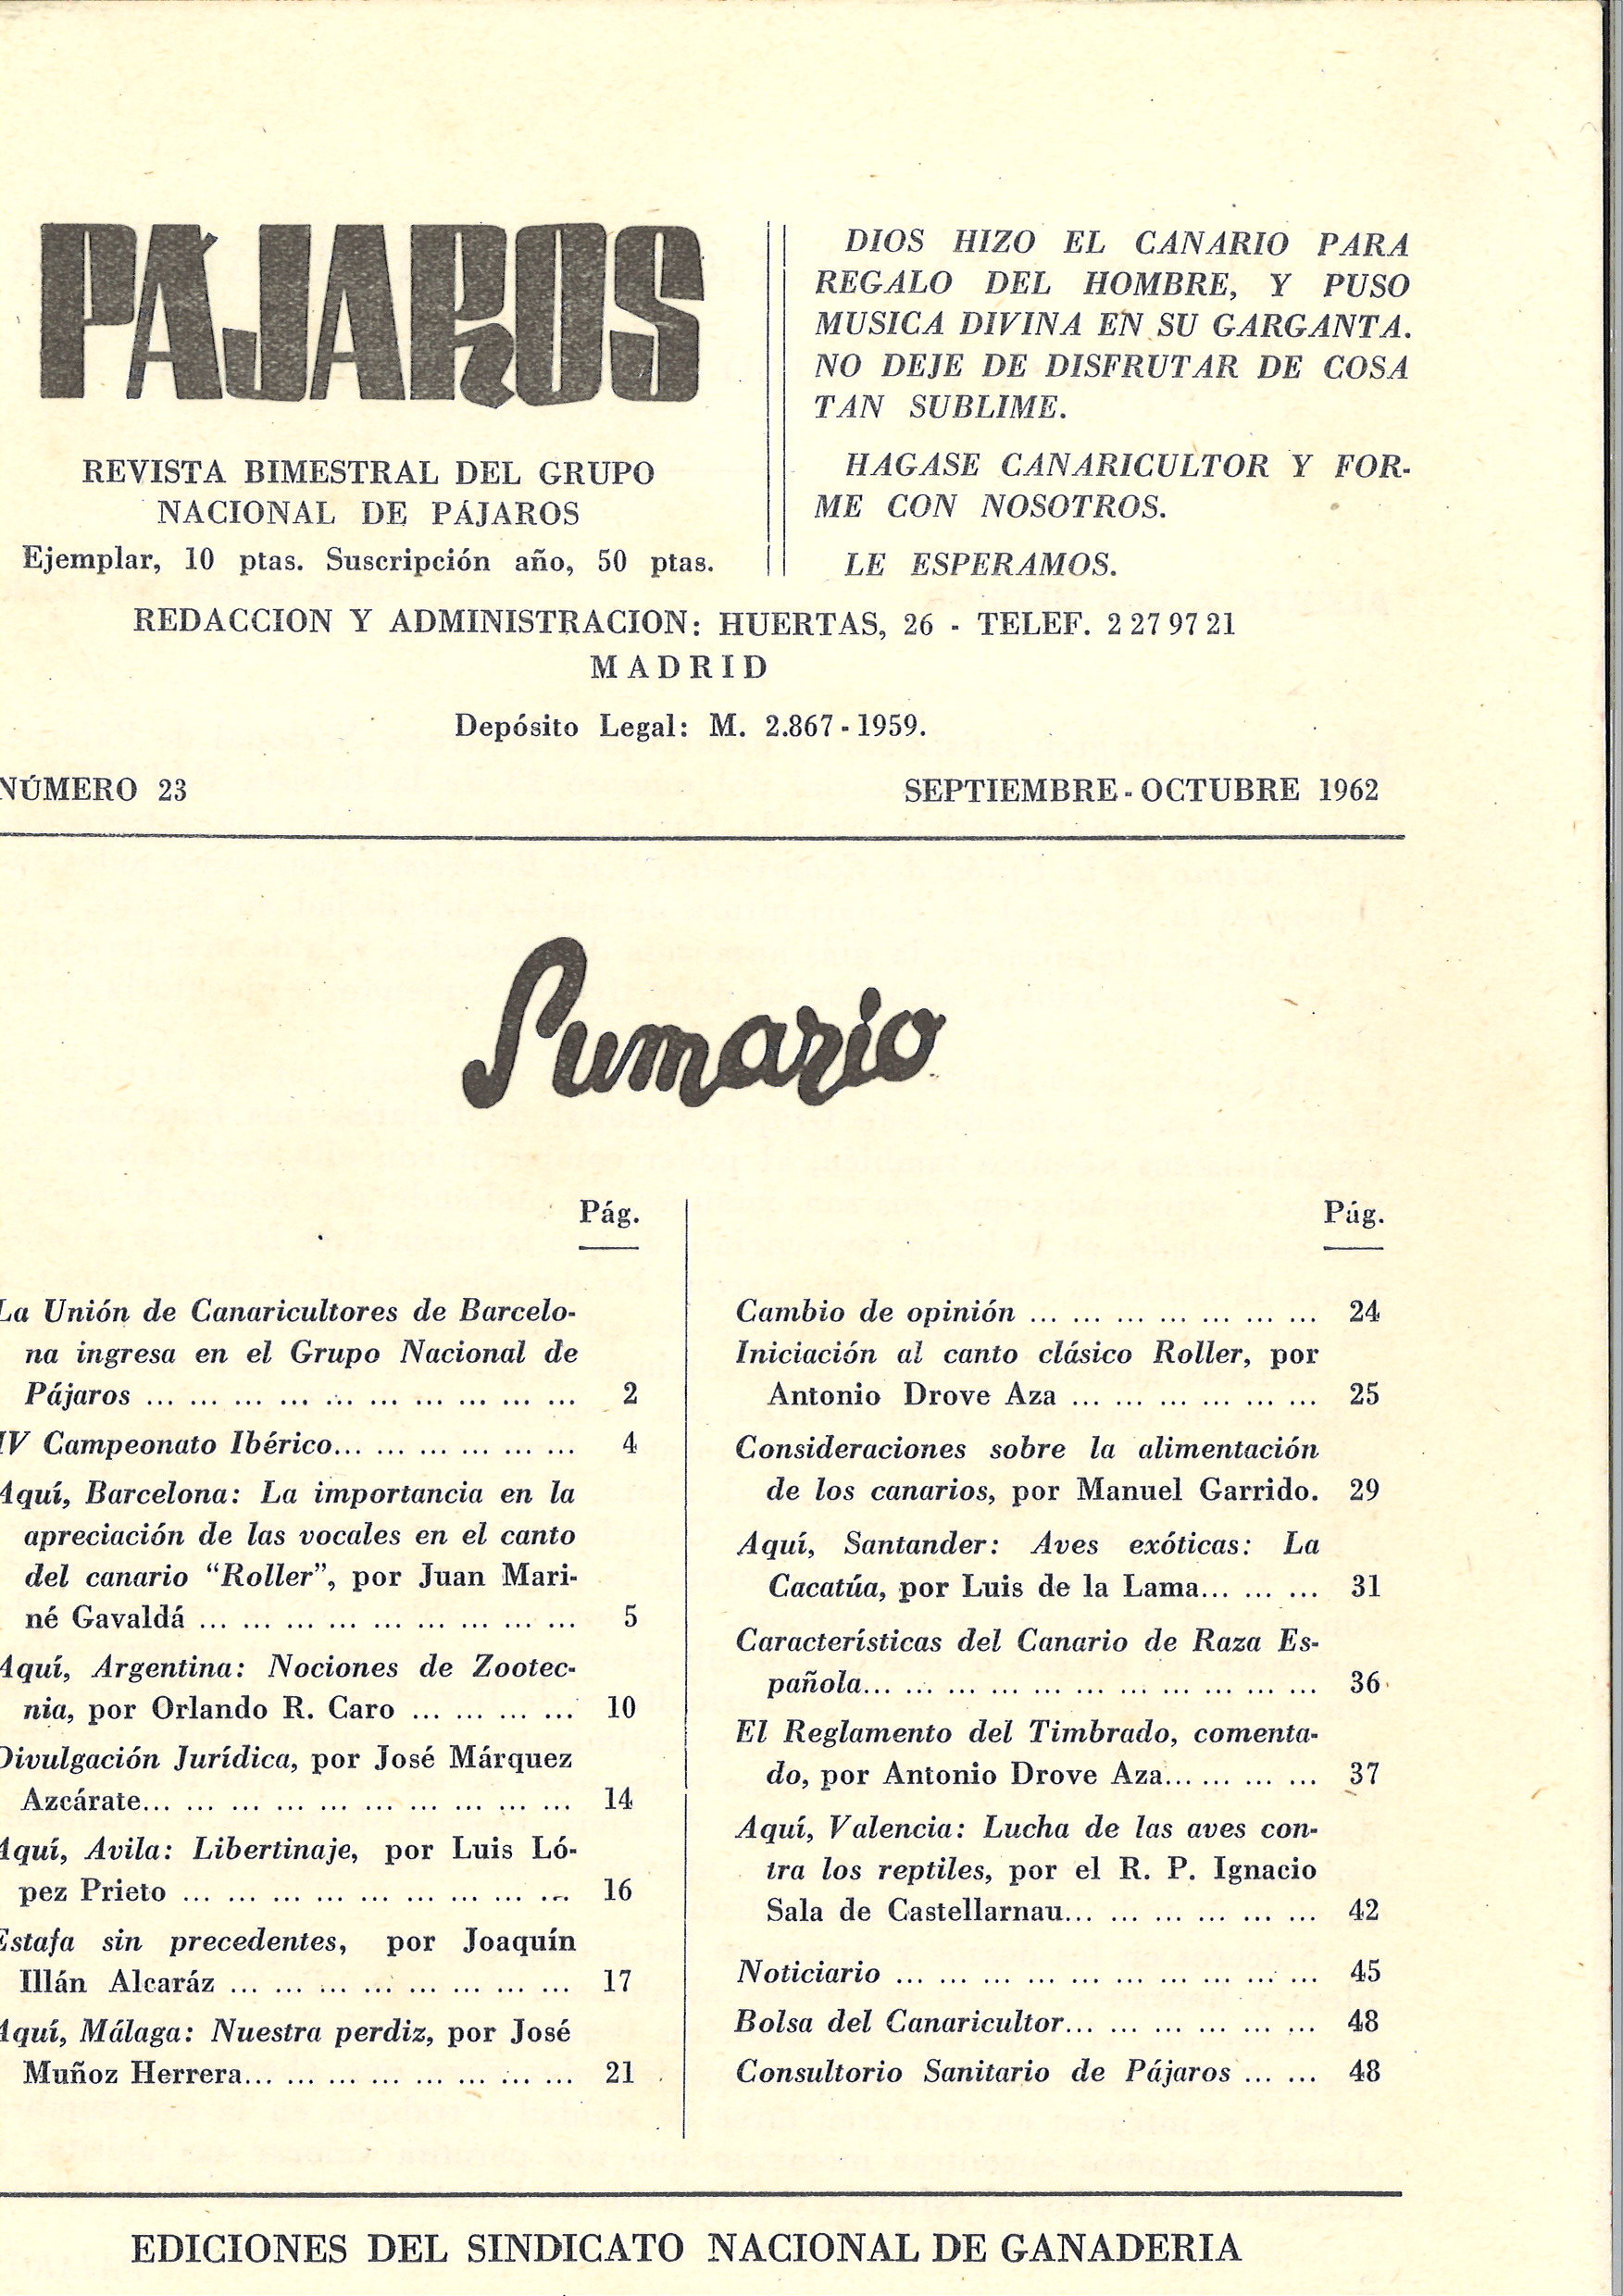 PÁJAROS
REVISTA BIMESTRAL DEL GRUPO
NACIONAL DE PÁJAROS
Ejemplar, 10 ptas. Suscripción año, 50 ptas.
DIOS HIZO EL CANARIO PARA
REGALO DEL HOMBRE, Y PUSO
MUSICA DIVINA EN SU GARGANTA.
NO DEJE DE DISFRUTAR DE COSA
TAN SUBLIME.
HAGASE CANARICULTOR Y FOR-
ME CON NOSOTROS.
LE ESPERAMOS.
REDACCION Y ADMINISTRACION: HUERTAS, 26 - TELEF. 2 27 97 21
MADRID
Depósito Legal: M. 2.867-1959.
NÚMERO 23
SEPTIEMBRE-OCTUBRE 1962
Sumario
Pág.
La Unión de Canaricultores de Barcelo-
na ingresa en el Grupo Nacional de
Pájaros ... ... ... ... ... ... ... ... ... ... 2
IV Campeonato Ibérico... ... ... ... ... ... 4
Aquí, Barcelona: La importancia en la
apreciación de las vocales en el canto
del canario “Roller”, por Juan Mari-
né Gavaldá ... ... ... ... ... ... ... ... ... 5
Aquí, Argentina: Nociones de Zootec-
nia, por Orlando R. Caro ... ... ... ... 10
Divulgación Jurídica, por José Márquez
Azcárate... ... ... ... ... ... ... ... ... ... 14
Aquí, Avila: Libertinaje, por Luis Ló-
pez Prieto ... ... ... ... ... ... ... ... ... 16
Estafa sin precedentes, por Joaquín
Illán Alcaráz ... ... ... ... ... ... ... ... 17
Aquí, Málaga: Nuestra perdiz, por José
Muñoz Herrera... ... ... ... ... ... ... ... 21
Pág.
Cambio de opinión ... ... ... ... ... ... ... 24
Iniciación al canto clásico Roller, por
Antonio Drove Aza ... ... ... ... ... ... 25
Consideraciones sobre la alimentación
de los canarios, por Manuel Garrido. 29
Aquí, Santander: Aves exóticas: La
Cacatúa, por Luis de la Lama... ... ... 31
Características del Canario de Raza Es-
pañola... ... ... ... ... ... ... ... ... ... ... 36
El Reglamento del Timbrado, comenta-
do, por Antonio Drove Aza... ... ... ... 37
Aquí, Valencia: Lucha de las aves con-
tra los reptiles, por el R. P. Ignacio
Sala de Castellarnau... ... ... ... ... ... 42
Noticiario ... ... ... ... ... ... ... ... ... ... 45
Bolsa del Canaricultor... ... ... ... ... ... 48
Consultorio Sanitario de Pájaros ... ... 48
EDICIONES DEL SINDICATO NACIONAL DE GANADERIA